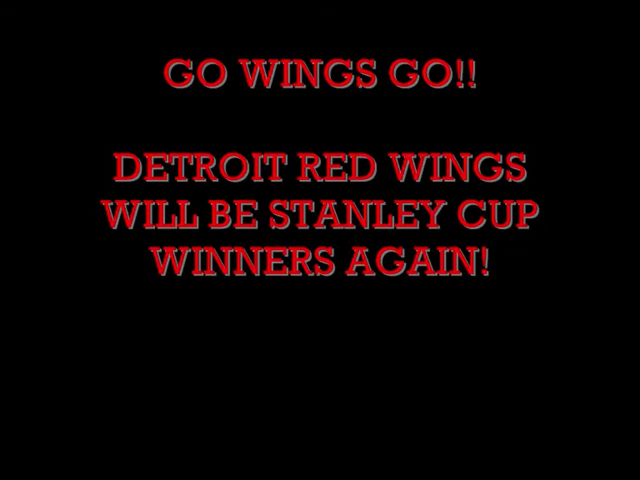 GO WINGS GO!!
DETROIT RED WINGS
WILL BE STANLEY CUP
WINNERS AGAIN!